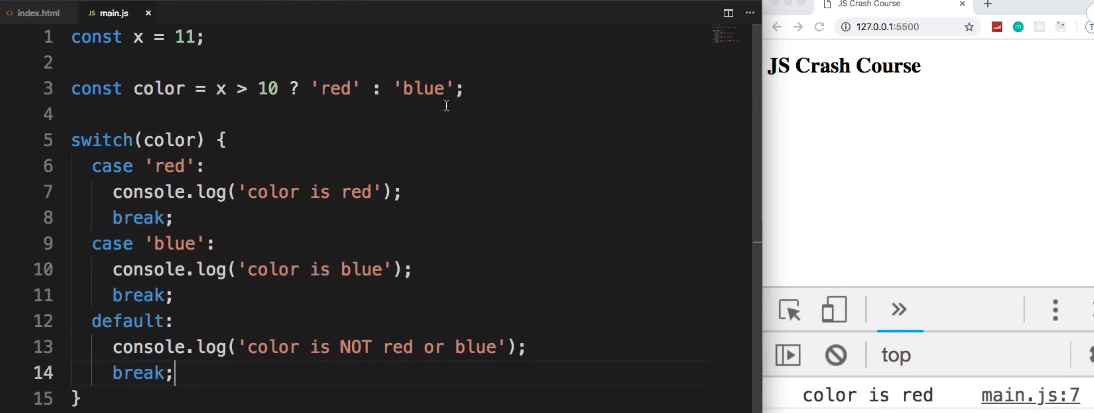 index.html JS main.js ×
1 const x = 11;
2
3 const color = x > 10 ? 'red' : 'blue';
4
5 switch(color) {
6 case 'red':
7 console.log('color is red');
8 break;
9 case 'blue':
10 console.log('color is blue');
11 break;
12 default:
13 console.log('color is NOT red or blue');
14 break;
15 }
JS Crash Course
127.0.0.1:5500
JS Crash Course
top
color is red main.js:7